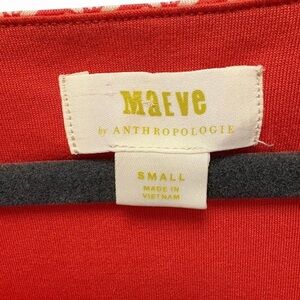 MaEVe
by ANTHROPOLOGIE
SMALL
MADE IN
VIETNAM